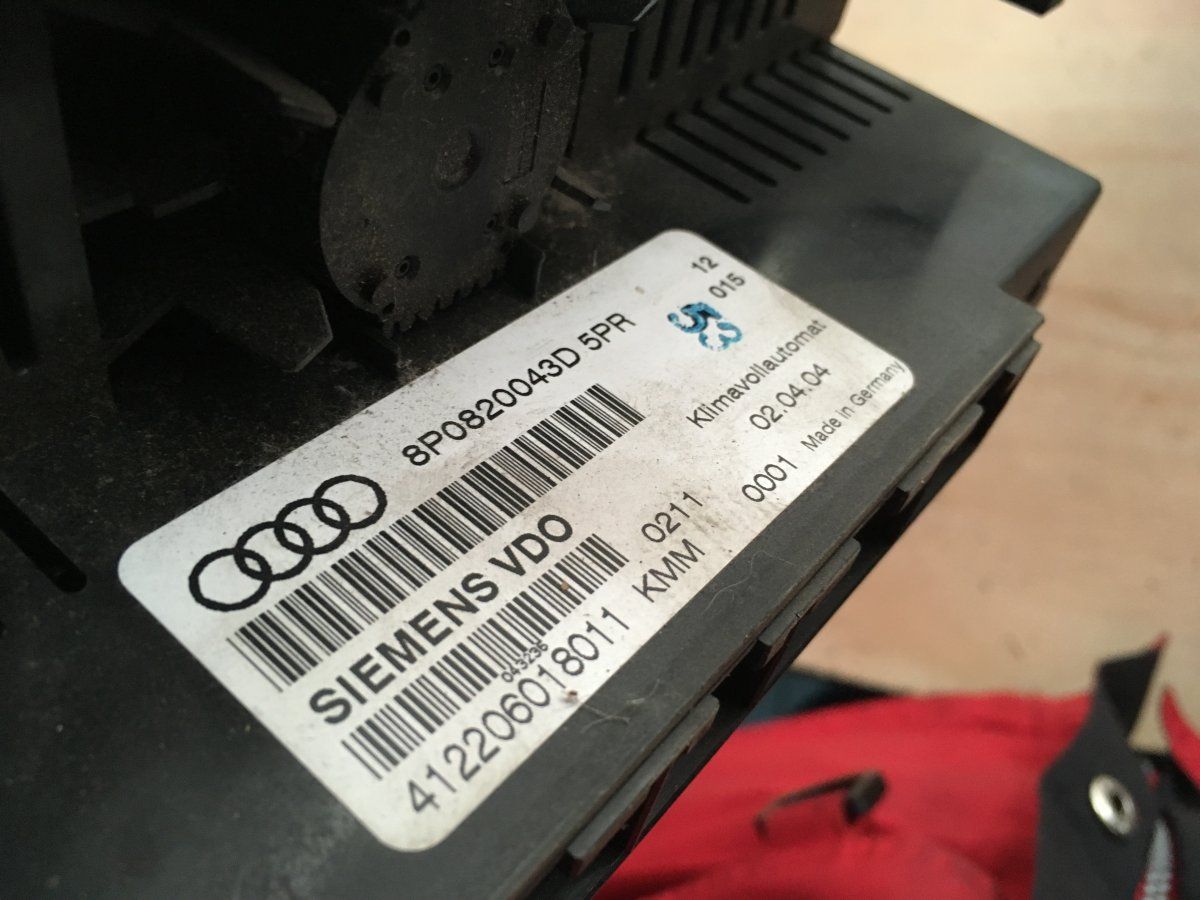 8P0820043D 5PR
12
015
SIEMENS VDO
Klimavollautomat
02.04.04
043236
412206018011
0211
KMM
0001
Made in Germany